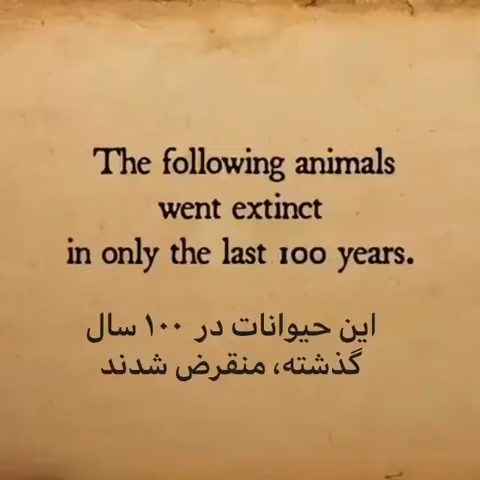 The following animals
went extinct
in only the last 100 years.
این حیوانات در ۱۰۰ سال
گذشته، منقرض شدند